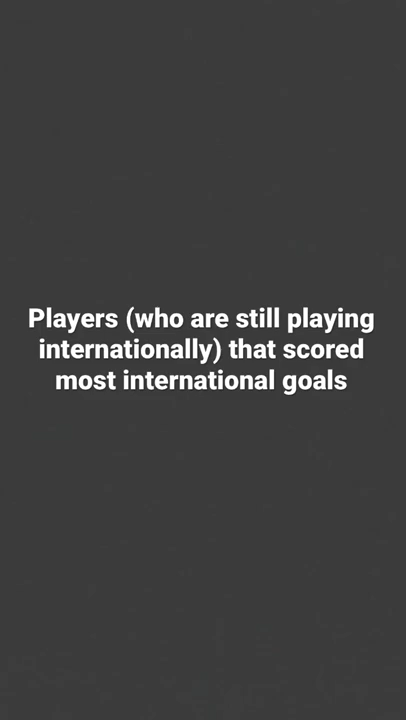 Players (who are still playing
internationally) that scored
most international goals